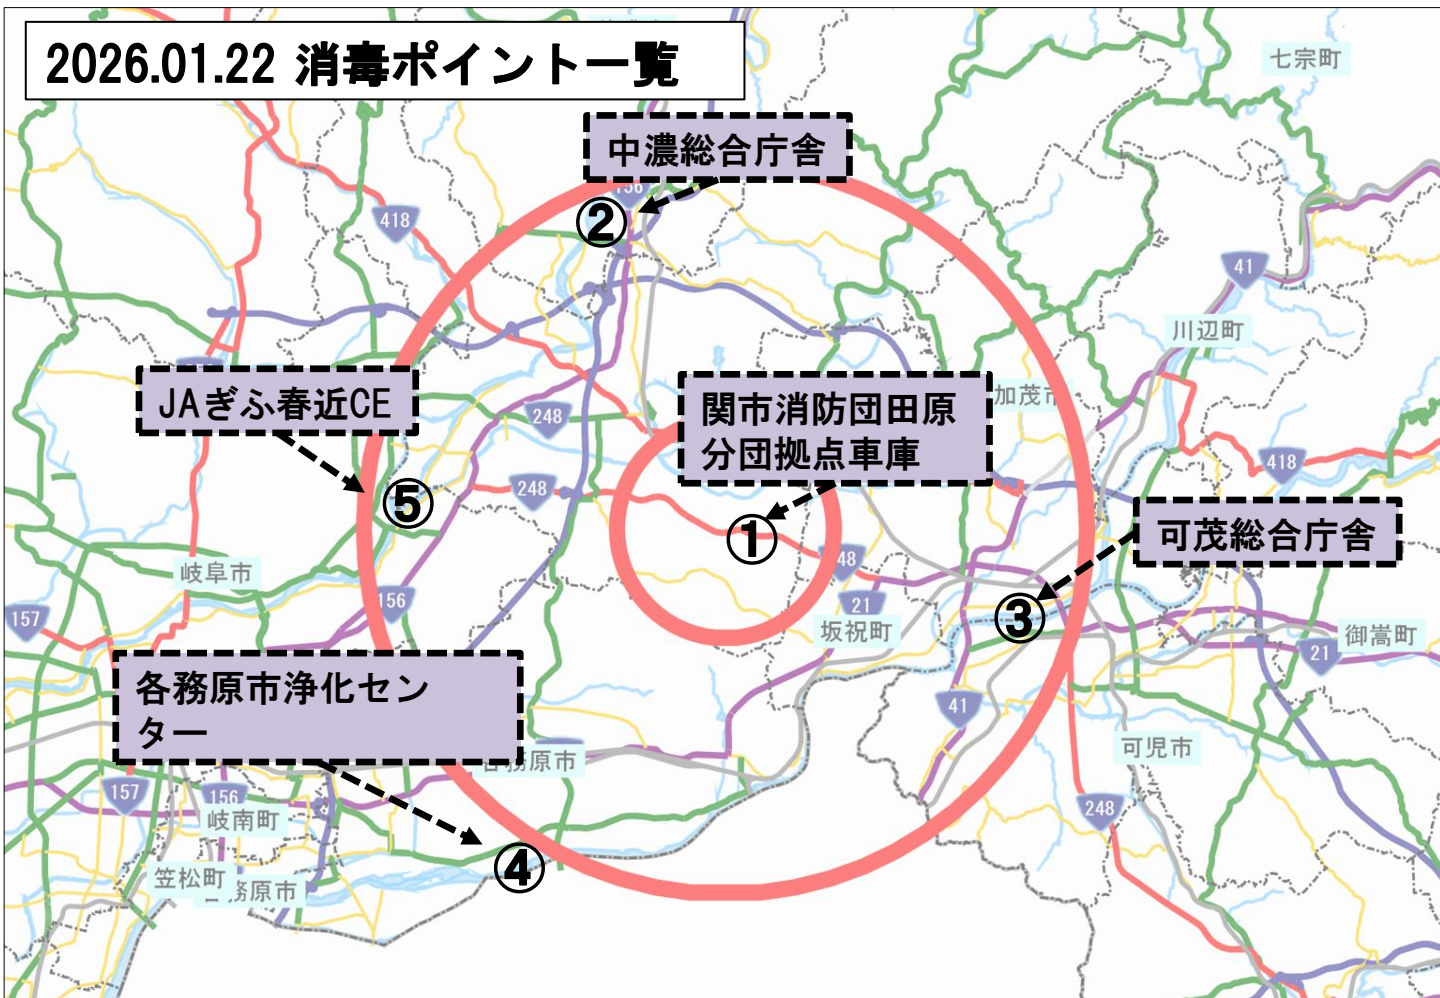 2026.01.22 消毒ポイント一覧
七宗町
中濃総合庁舎
156
②
418
41
川辺町
JAぎふ春近CE
関市消防団田原
分団拠点車庫
加茂市
248
418
248
⑤
①
可茂総合庁舎
48
岐阜市
156
21
③
157
坂祝町
御嵩町
21
各務原市浄化セン
ター
41
各務原市
可児市
157
156
248
岐南町
④
笠松町
務原市